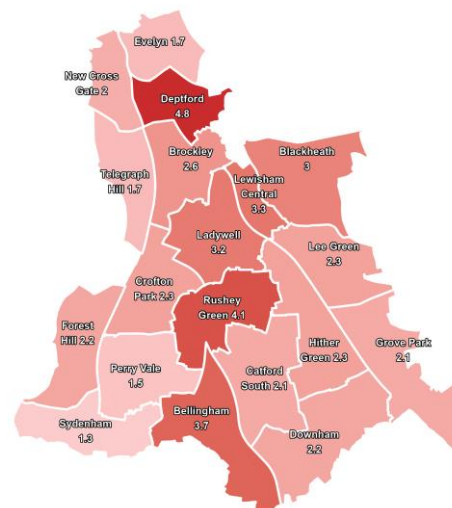 Evelyn 1.7
New Cross
Gate 2
Deptford
4.8
Brockley
2.6
Blackheath
3
Telegraph
Hill 1.7
Lewisham
Central
3.3
Ladywell
3.2
Lee Green
2.3
Crofton
Park 2.3
Rushey
Green 4.1
Forest
Hill 2.2
Hither
Green 2.3
Grove Park
2.1
Perry Vale
1.5
Catford
South 2.1
Bellingham
3.7
Sydenham
1.3
Downham
2.2